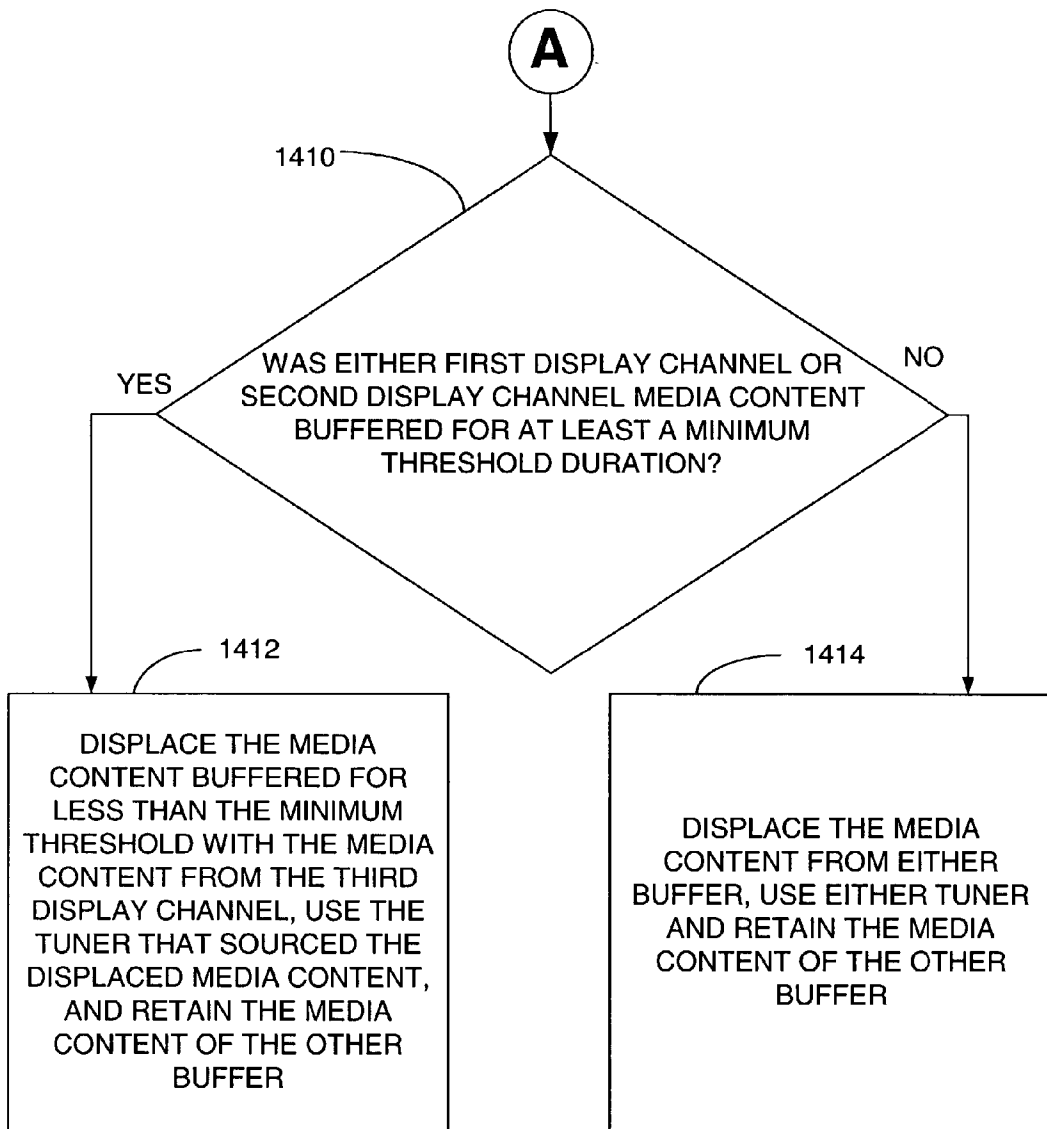 A
1410
WAS EITHER FIRST DISPLAY CHANNEL OR
SECOND DISPLAY CHANNEL MEDIA CONTENT
BUFFERED FOR AT LEAST A MINIMUM
THRESHOLD DURATION?
YES
NO
1412
DISPLACE THE MEDIA
CONTENT BUFFERED FOR
LESS THAN THE MINIMUM
THRESHOLD WITH THE MEDIA
CONTENT FROM THE THIRD
DISPLAY CHANNEL, USE THE
TUNER THAT SOURCED THE
DISPLACED MEDIA CONTENT,
AND RETAIN THE MEDIA
CONTENT OF THE OTHER
BUFFER
1414
DISPLACE THE MEDIA
CONTENT FROM EITHER
BUFFER, USE EITHER TUNER
AND RETAIN THE MEDIA
CONTENT OF THE OTHER
BUFFER